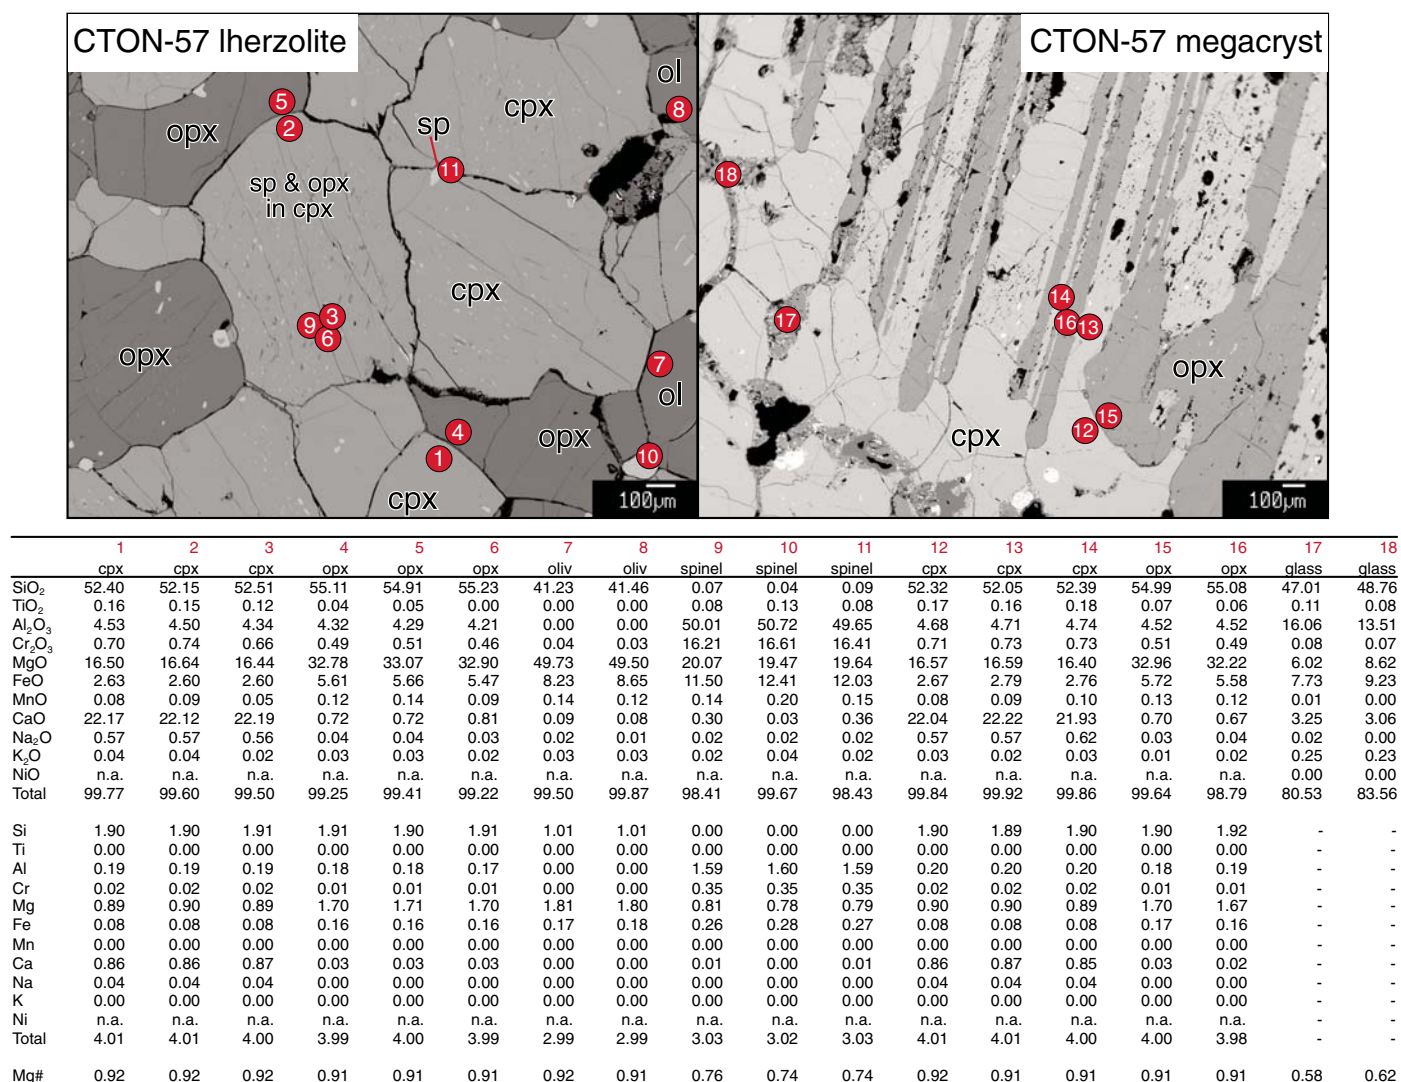 CTON-57 lherzolite
CTON-57 megacryst
ol
cpx
5
8
opx
2
sp
11
18
sp & opx
in cpx
cpx
14
3
9
16
13
17
6
opx
7
opx
ol
15
4
opx
12
cpx
1
10
cpx
100µm
100µm
1 2 3 4 5 6 7 8 9 10 11 12 13 14 15 16 17 18
cpx cpx cpx opx opx opx oliv oliv spinel spinel spinel cpx cpx cpx opx opx glass glass
SiO₂ 52.40 52.15 52.51 55.11 54.91 55.23 41.23 41.46 0.07 0.04 0.09 52.32 52.05 52.39 54.99 55.08 47.01 48.76
TiO₂ 0.16 0.15 0.12 0.04 0.05 0.00 0.00 0.00 0.08 0.13 0.08 0.17 0.16 0.18 0.07 0.06 0.11 0.08
Al₂O₃ 4.53 4.50 4.34 4.32 4.29 4.21 0.00 0.00 50.01 50.72 49.65 4.68 4.71 4.74 4.52 4.52 16.06 13.51
Cr₂O₃ 0.70 0.74 0.66 0.49 0.51 0.46 0.04 0.03 16.21 16.61 16.41 0.71 0.73 0.73 0.51 0.49 0.08 0.07
MgO 16.50 16.64 16.44 32.78 33.07 32.90 49.73 49.50 20.07 19.47 19.64 16.57 16.59 16.40 32.96 32.22 6.02 8.62
FeO 2.63 2.60 2.60 5.61 5.66 5.47 8.23 8.65 11.50 12.41 12.03 2.67 2.79 2.76 5.72 5.58 7.73 9.23
MnO 0.08 0.09 0.05 0.12 0.14 0.09 0.14 0.12 0.14 0.20 0.15 0.08 0.09 0.10 0.13 0.12 0.01 0.00
CaO 22.17 22.12 22.19 0.72 0.72 0.81 0.09 0.08 0.30 0.03 0.36 22.04 22.22 21.93 0.70 0.67 3.25 3.06
Na₂O 0.57 0.57 0.56 0.04 0.04 0.03 0.02 0.01 0.02 0.02 0.02 0.57 0.57 0.62 0.03 0.04 0.02 0.00
K₂O 0.04 0.04 0.02 0.03 0.03 0.02 0.03 0.03 0.02 0.04 0.02 0.03 0.02 0.03 0.01 0.02 0.25 0.23
NiO n.a. n.a. n.a. n.a. n.a. n.a. n.a. n.a. n.a. n.a. n.a. n.a. n.a. n.a. n.a. n.a. 0.00 0.00
Total 99.77 99.60 99.50 99.25 99.41 99.22 99.50 99.87 98.41 99.67 98.43 99.84 99.92 99.86 99.64 98.79 80.53 83.56
Si 1.90 1.90 1.91 1.91 1.90 1.91 1.01 1.01 0.00 0.00 0.00 1.90 1.89 1.90 1.90 1.92 - -
Ti 0.00 0.00 0.00 0.00 0.00 0.00 0.00 0.00 0.00 0.00 0.00 0.00 0.00 0.00 0.00 0.00 - -
Al 0.19 0.19 0.19 0.18 0.18 0.17 0.00 0.00 1.59 1.60 1.59 0.20 0.20 0.20 0.18 0.19 - -
Cr 0.02 0.02 0.02 0.01 0.01 0.01 0.00 0.00 0.35 0.35 0.35 0.02 0.02 0.02 0.01 0.01 - -
Mg 0.89 0.90 0.89 1.70 1.71 1.70 1.81 1.80 0.81 0.78 0.79 0.90 0.90 0.89 1.70 1.67 - -
Fe 0.08 0.08 0.08 0.16 0.16 0.16 0.17 0.18 0.26 0.28 0.27 0.08 0.08 0.08 0.17 0.16 - -
Mn 0.00 0.00 0.00 0.00 0.00 0.00 0.00 0.00 0.00 0.00 0.00 0.00 0.00 0.00 0.00 0.00 - -
Ca 0.86 0.86 0.87 0.03 0.03 0.03 0.00 0.00 0.01 0.00 0.01 0.86 0.87 0.85 0.03 0.02 - -
Na 0.04 0.04 0.04 0.00 0.00 0.00 0.00 0.00 0.00 0.00 0.00 0.04 0.04 0.04 0.00 0.00 - -
K 0.00 0.00 0.00 0.00 0.00 0.00 0.00 0.00 0.00 0.00 0.00 0.00 0.00 0.00 0.00 0.00 - -
Ni n.a. n.a. n.a. n.a. n.a. n.a. n.a. n.a. n.a. n.a. n.a. n.a. n.a. n.a. n.a. n.a. - -
Total 4.01 4.01 4.00 3.99 4.00 3.99 2.99 2.99 3.03 3.02 3.03 4.01 4.01 4.00 4.00 3.98 - -
Mg# 0.92 0.92 0.92 0.91 0.91 0.91 0.92 0.91 0.76 0.74 0.74 0.92 0.91 0.91 0.91 0.91 0.58 0.62